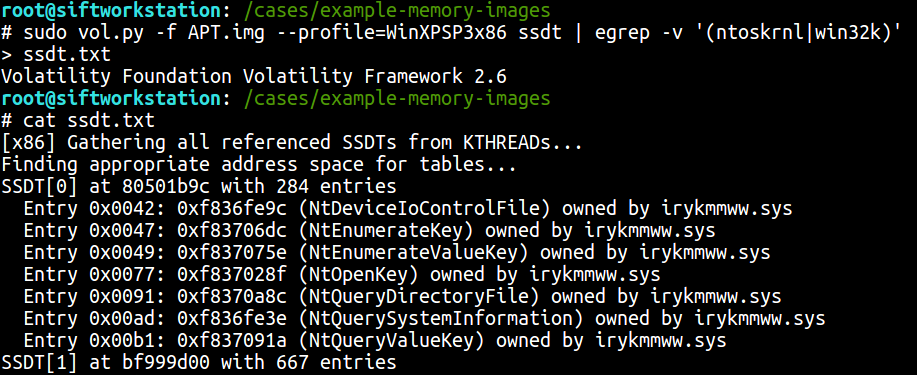 root@siftworkstation: /cases/example-memory-images
# sudo vol.py -f APT.img --profile=WinXPSP3x86 ssdt | egrep -v '(ntoskrnl|win32k)'
> ssdt.txt
Volatility Foundation Volatility Framework 2.6
root@siftworkstation: /cases/example-memory-images
# cat ssdt.txt
[x86] Gathering all referenced SSDTs from KTHREADs...
Finding appropriate address space for tables...
SSDT[0] at 80501b9c with 284 entries
  Entry 0x0042: 0xf836fe9c (NtDeviceIoControlFile) owned by irykmmww.sys
  Entry 0x0047: 0xf83706dc (NtEnumerateKey) owned by irykmmww.sys
  Entry 0x0049: 0xf837075e (NtEnumerateValueKey) owned by irykmmww.sys
  Entry 0x0077: 0xf837028f (NtOpenKey) owned by irykmmww.sys
  Entry 0x0091: 0xf8370a8c (NtQueryDirectoryFile) owned by irykmmww.sys
  Entry 0x00ad: 0xf836fe3e (NtQuerySystemInformation) owned by irykmmww.sys
  Entry 0x00b1: 0xf837091a (NtQueryValueKey) owned by irykmmww.sys
SSDT[1] at bf999d00 with 667 entries